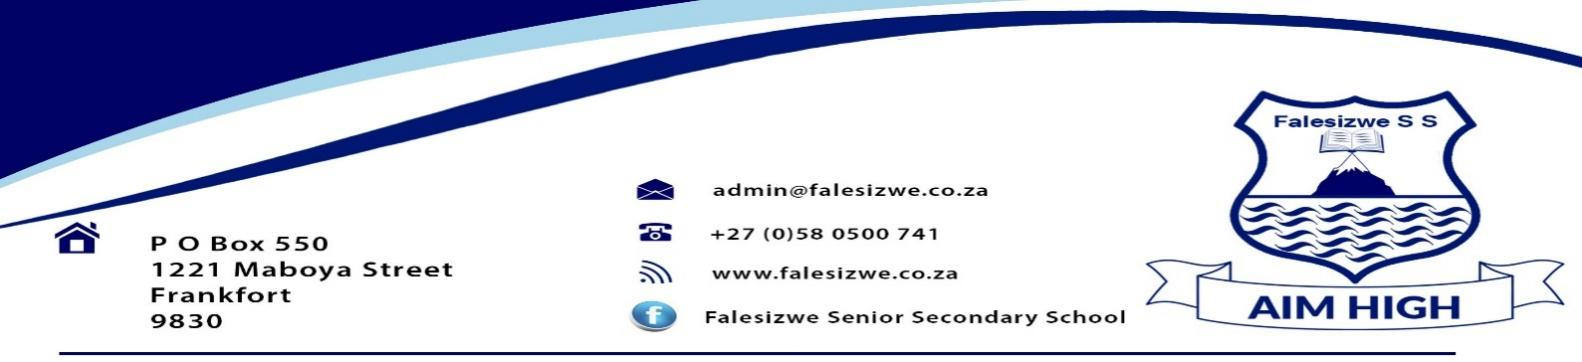 P O Box 550
1221 Maboya Street
Frankfort
9830
admin@falesizwe.co.za
+27 (0)58 0500 741
www.falesizwe.co.za
f
Falesizwe Senior Secondary School
Falesizwe S S
AIM HIGH